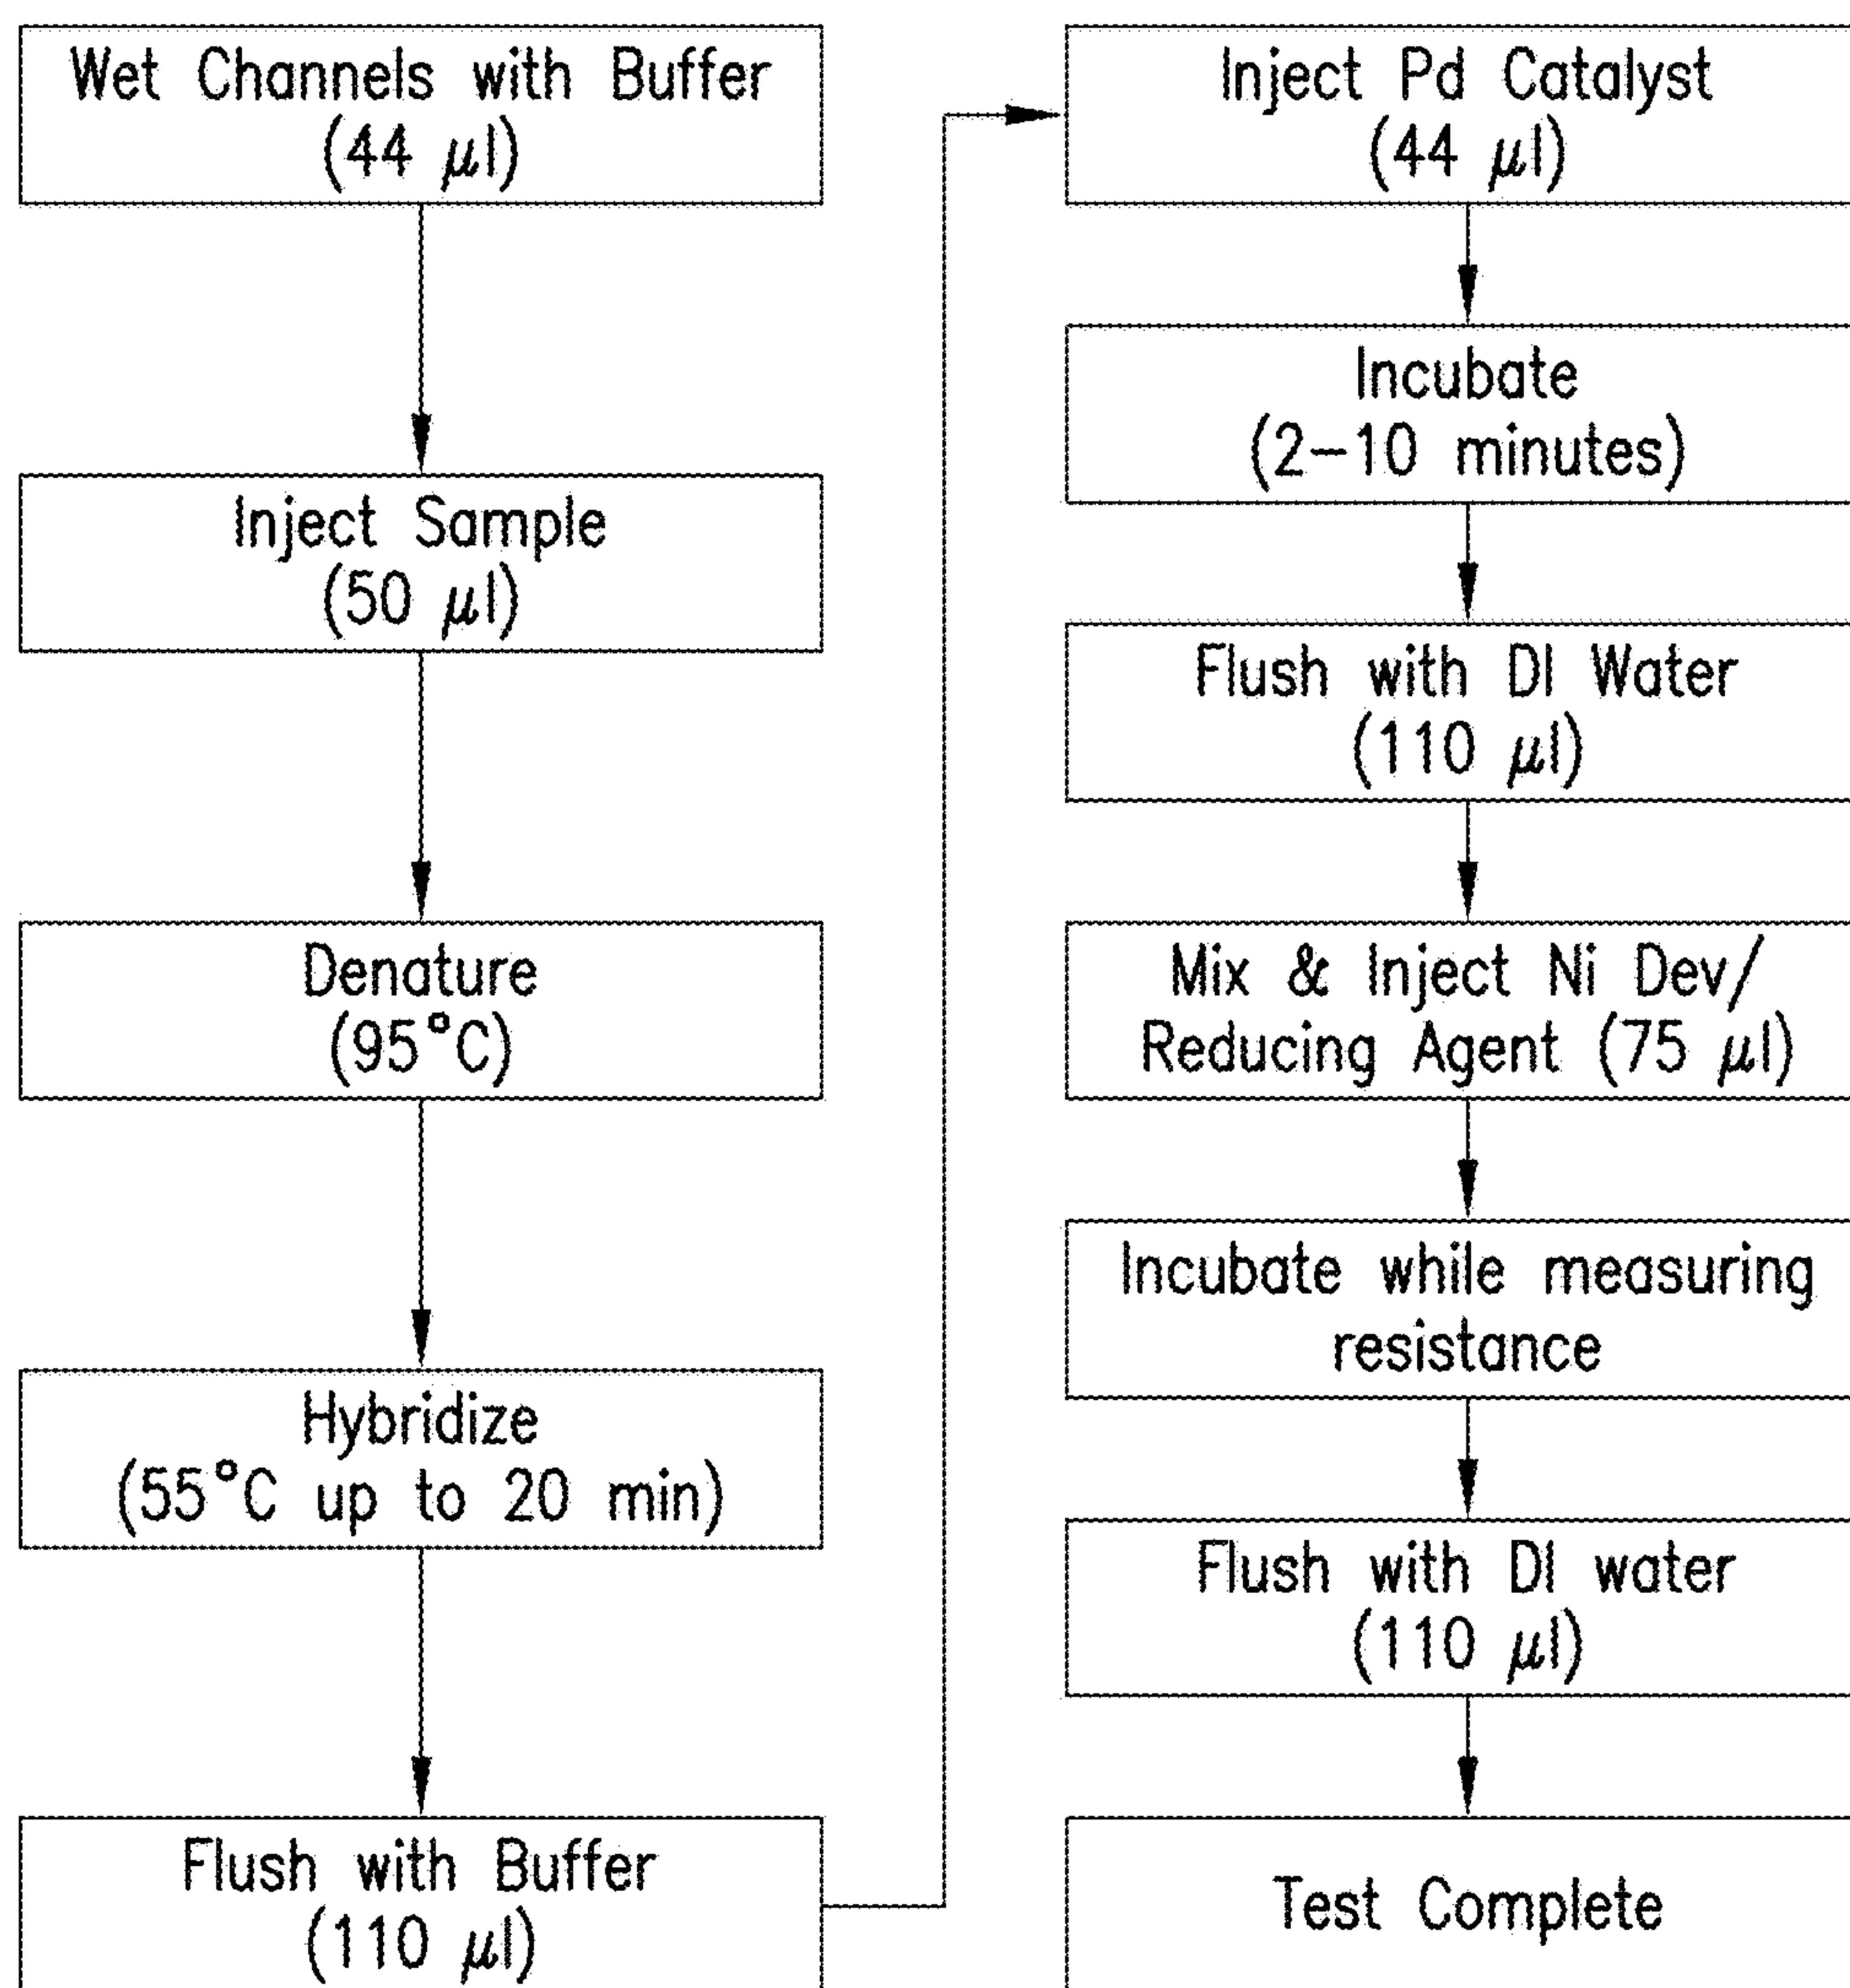 Wet Channels with Buffer
(44 μl)
Inject Sample
(50 μl)
Denature
(95°C)
Hybridize
(55°C up to 20 min)
Flush with Buffer
(110 μl)
Inject Pd Catalyst
(44 μl)
Incubate
(2-10 minutes)
Flush with DI Water
(110 μl)
Mix & Inject Ni Dev/
Reducing Agent (75 μl)
Incubate while measuring
resistance
Flush with DI water
(110 μl)
Test Complete